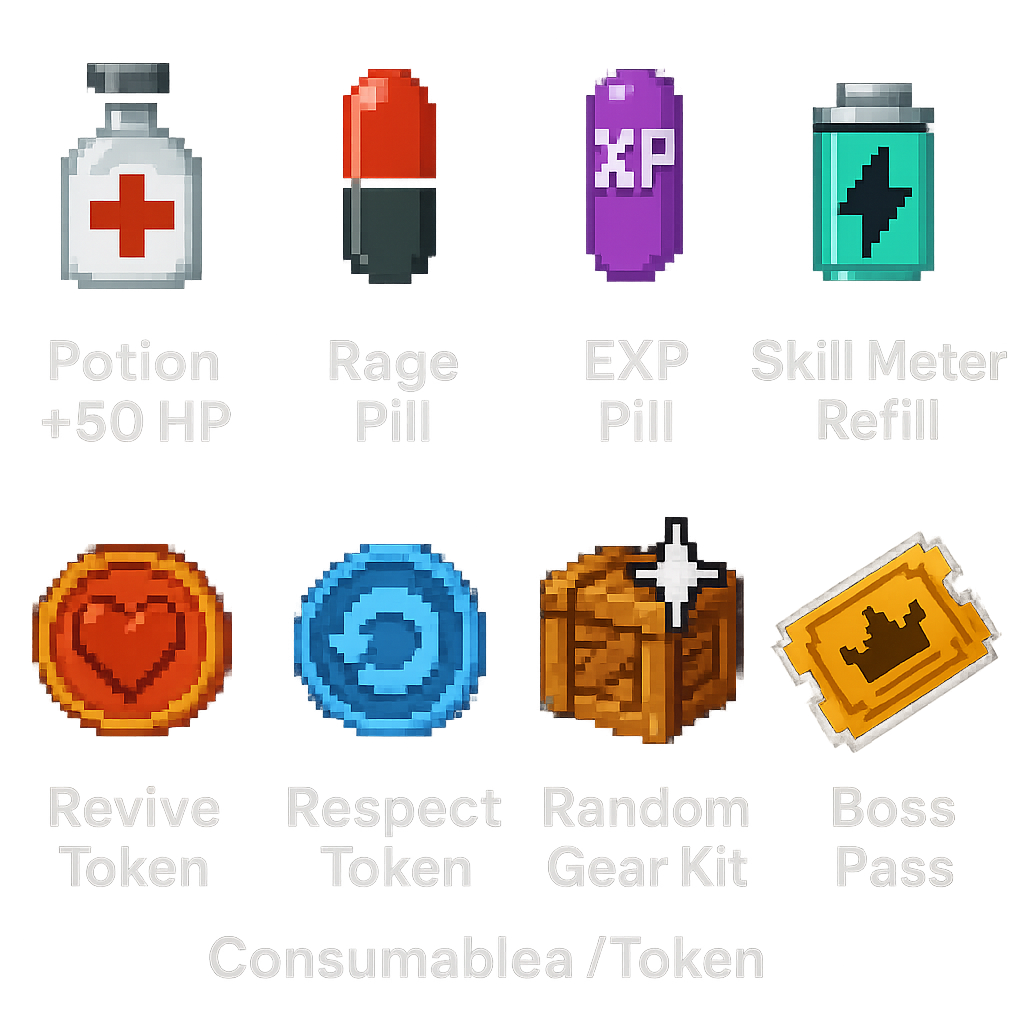 XP
Potion
+50 HP
Rage
Pill
EXP
Pill
Skill Meter
Refill
Revive
Token
Respect
Token
Random
Gear Kit
Boss
Pass
Consumablea /Token